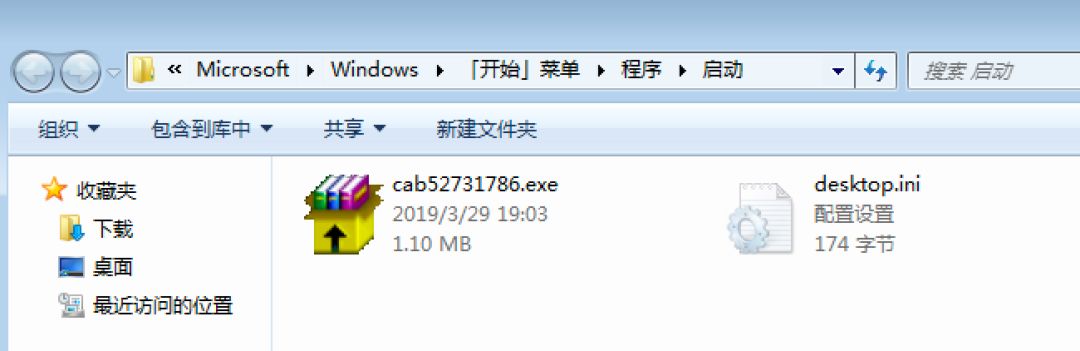 « Microsoft Windows 「开始」菜单 程序 启动 搜索 启动
组织 包含到库中 共享 新建文件夹
收藏夹
下载
桌面
最近访问的位置
cab52731786.exe
2019/3/29 19:03
1.10 MB
desktop.ini
配置设置
174 字节